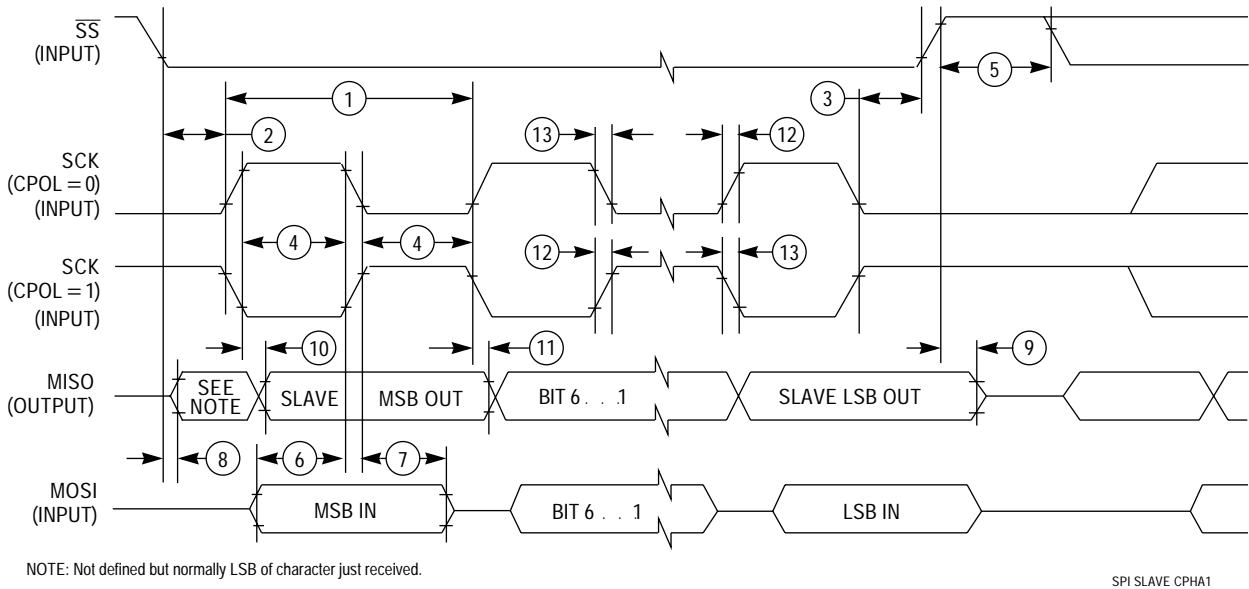 SS
(INPUT)
5
1
3
2
13
12
SCK
(CPOL = 0)
(INPUT)
4
4
SCK
(CPOL = 1)
(INPUT)
12
13
10
11
9
MISO
(OUTPUT)
SEE
NOTE
SLAVE
MSB OUT
BIT 6 . . . 1
SLAVE LSB OUT
8
6
7
MOSI
(INPUT)
MSB IN
BIT 6 . . . 1
LSB IN
NOTE: Not defined but normally LSB of character just received.
SPI SLAVE CPHA1